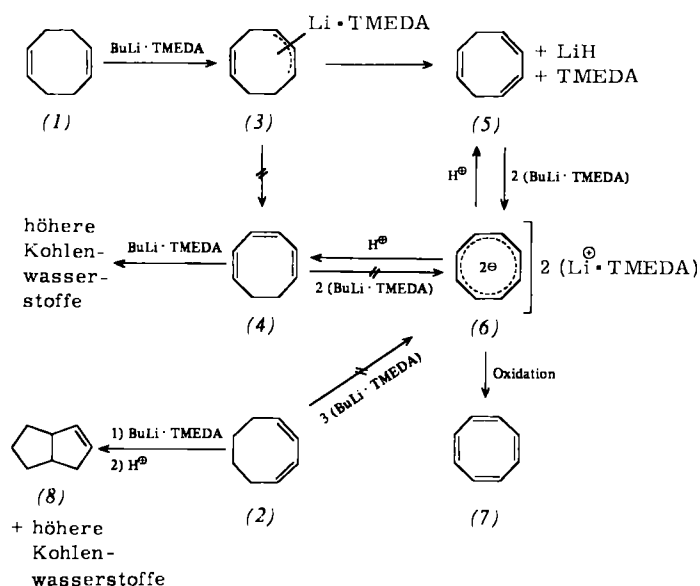 Li • TMEDA
BuLi · TMEDA
+ LiH
+ TMEDA
(1)
(3)
(5)
H⊕
2 (BuLi · TMEDA)
höhere
Kohlen-
wasser-
stoffe
BuLi · TMEDA
H⊕
2 (BuLi · TMEDA)
2⊖
2 (Li⊕ • TMEDA)
(4)
(6)
3 (BuLi · TMEDA)
Oxidation
1) BuLi · TMEDA
2) H⊕
(8)
(2)
(7)
+ höhere
Kohlen-
wasserstoffe